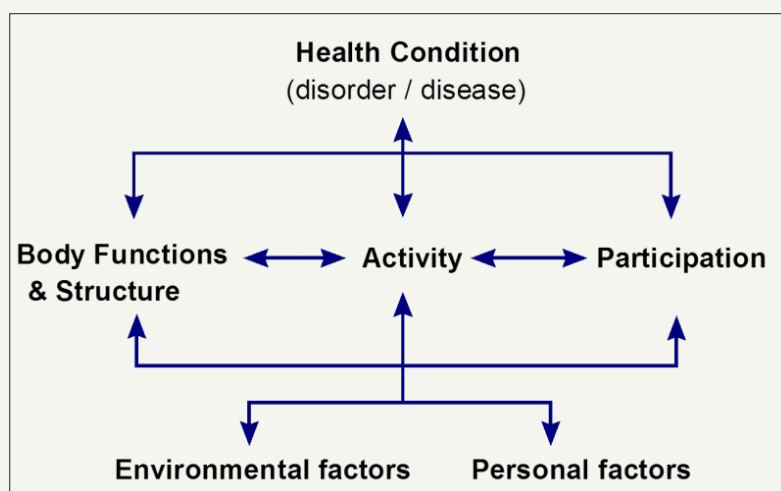 Health Condition
(disorder / disease)
Body Functions
& Structure
Activity
Participation
Environmental factors
Personal factors